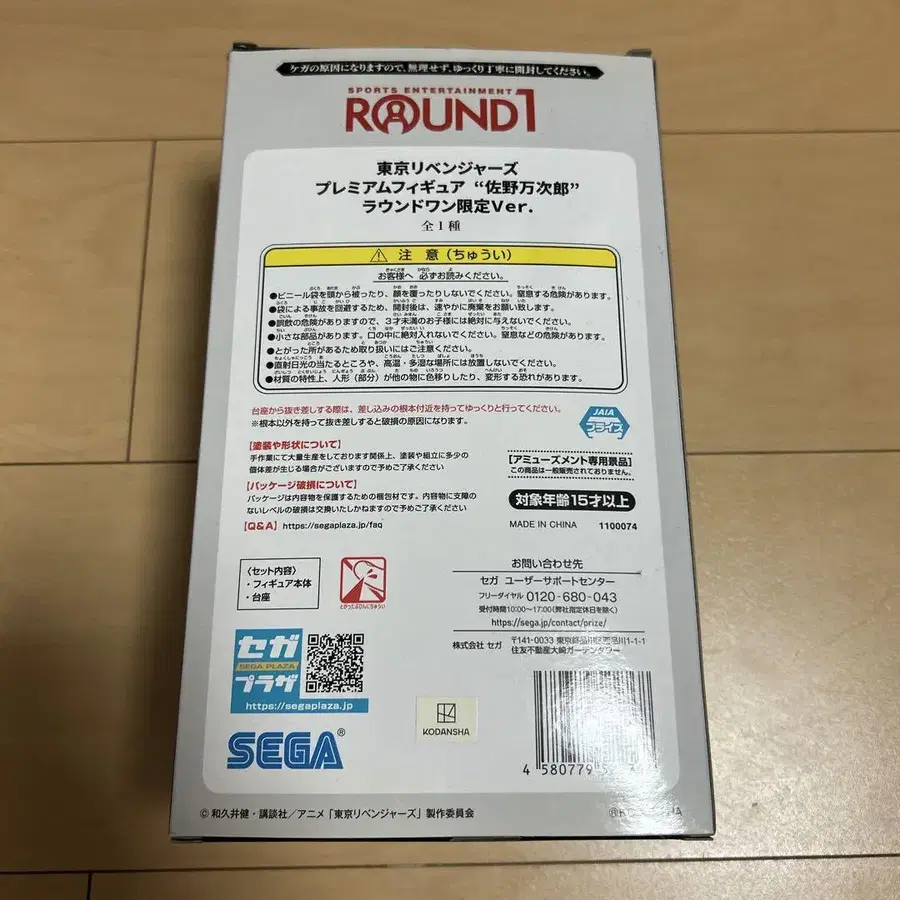 ケガの原因になりますので、無理せず、ゆっくり丁寧に開封してください。
SPORTS ENTERTAINMENT
ROUND1
東京リベンジャーズ
プレミアムフィギュア “佐野万次郎”
ラウンドワン限定Ver.
全1種
注意（ちゅうい）
お客様へ 必ずお読みください。
●ビニール袋を頭から被ったり、顔を覆ったりしないでください。窒息する危険があります。
●袋による事故を回避するため、開封後は、速やかに廃棄をお願い致します。
●誤飲の危険がありますので、3才未満のお子様には絶対に与えないでください。
●小さな部品があります。口の中に絶対入れないでください。窒息などの危険があります。
●とがった所があるため取り扱いにはご注意ください。
●直射日光の当たるところや、高温・多湿な場所には放置しないでください。
●材質の特性上、人形（部分）が他の物に色移りしたり、変形する恐れがあります。
台座から抜き差しする際は、差し込みの根本付近を持ってゆっくりと行ってください。
※根本以外を持って抜き差しすると破損の原因になります。
JAIA
プライズ
【塗装や形状について】
手作業にて大量生産をしております関係上、塗装や組立に多少の
個体差が生じる場合がございますので予めご了承ください
【パッケージ破損について】
パッケージは内容物を保護するための梱包材です。内容物に支障の
ないレベルの破損は交換いたしかねますので予めご了承ください
【Q&A】https://segaplaza.jp/faq
［アミューズメント専用景品］
この商品は一般販売されておりません。
対象年齢15才以上
MADE IN CHINA 1100074
〈セット内容〉
・フィギュア本体
・台座
とがったぶひんにちゅうい
お問い合わせ先
セガ ユーザーサポートセンター
フリーダイヤル 0120-680-043
受付時間10:00〜17:00（弊社指定休日を除く）
https://sega.jp/contact/prize/
株式会社 セガ 〒141-0033 東京都品川区西品川1-1-1
住友不動産大崎ガーデンタワー
セガ
SEGA PLAZA
プラザ
https://segaplaza.jp
SEGA®
KODANSHA
4 580779 5
© 和久井健・講談社／アニメ「東京リベンジャーズ」製作委員会